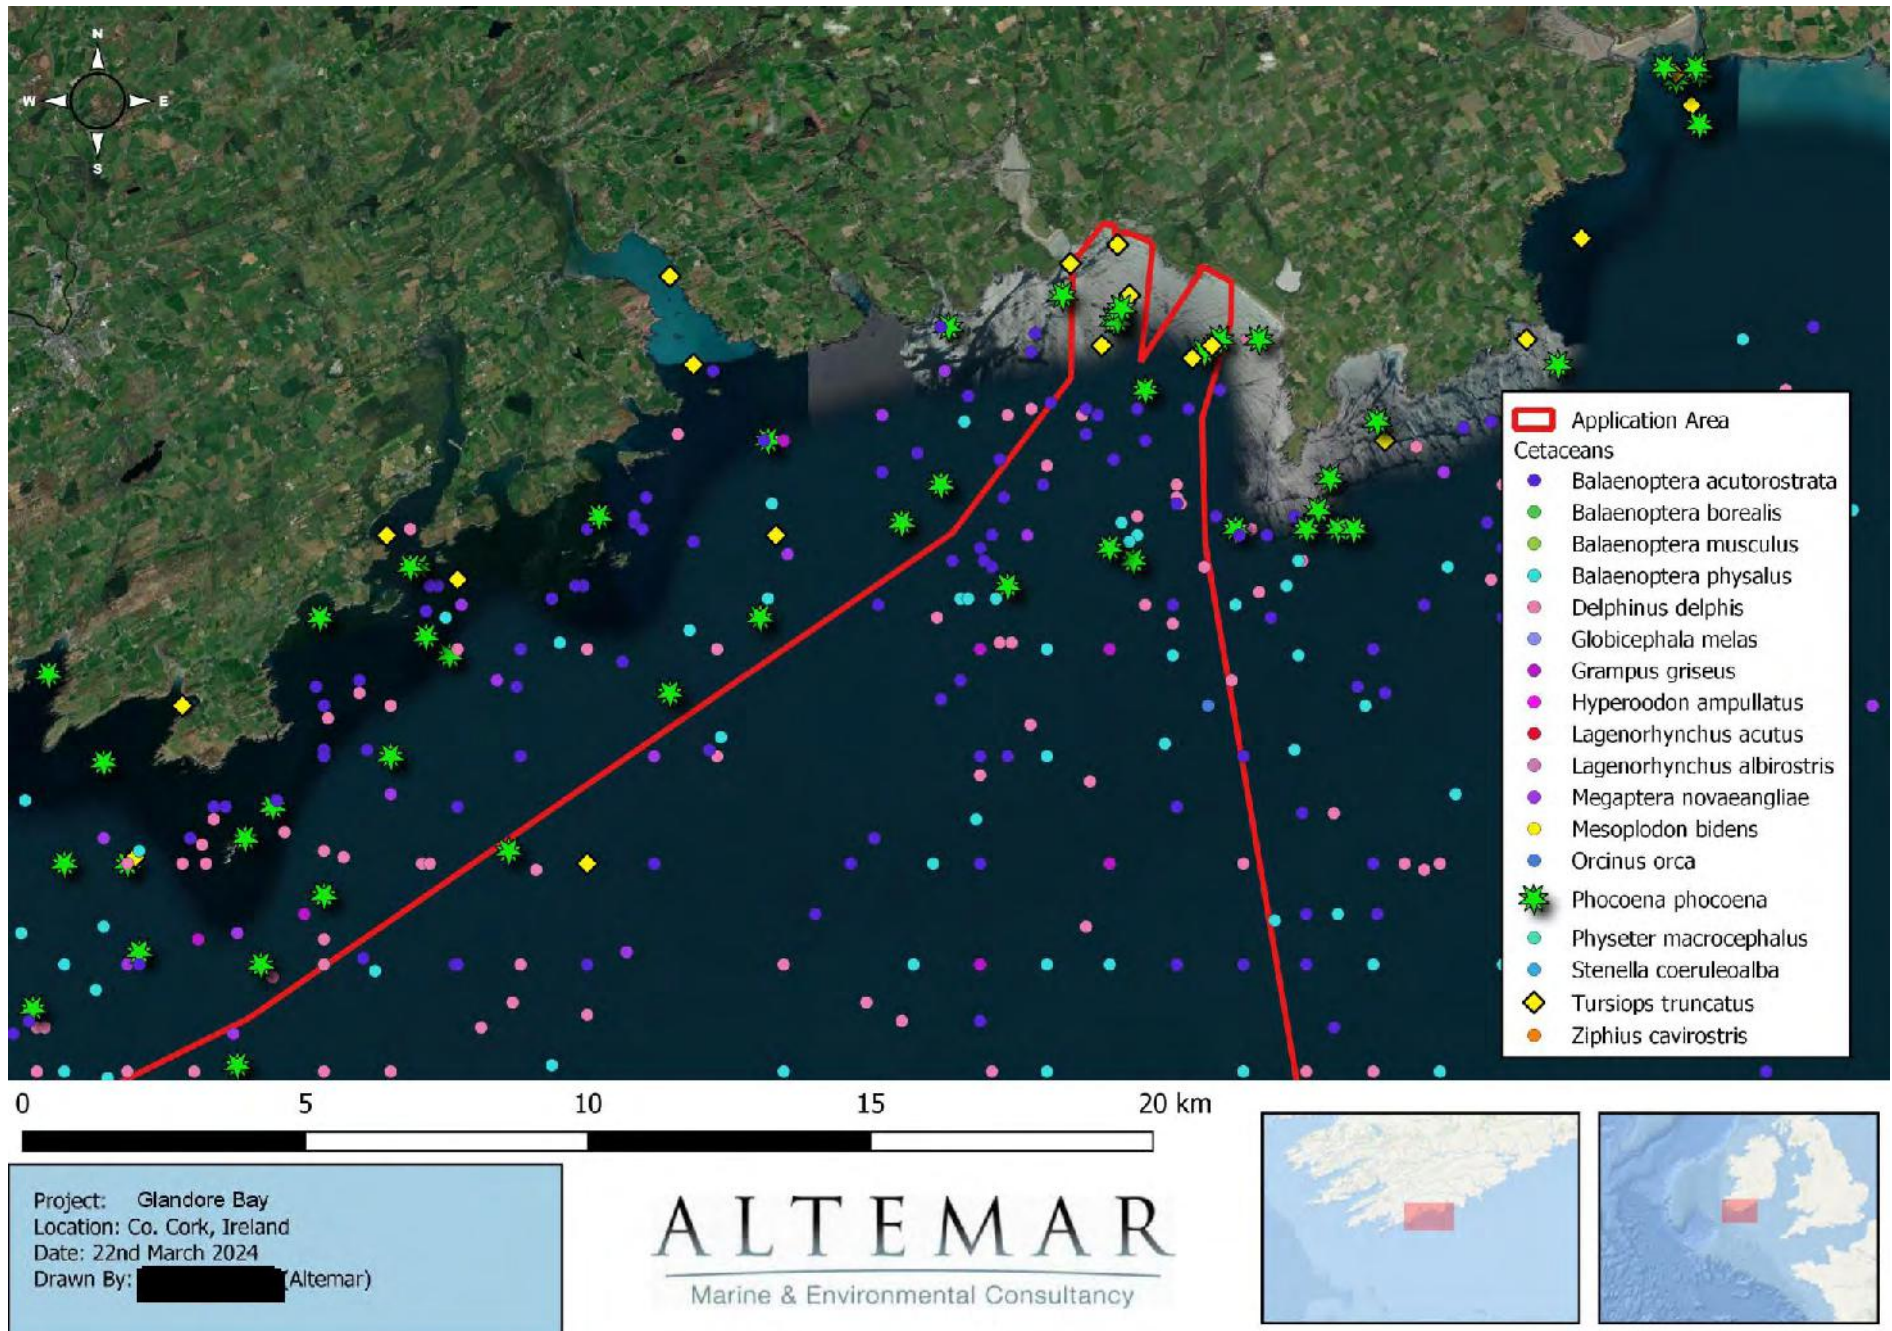 N
W
E
S
Application Area
Cetaceans
Balaenoptera acutorostrata
Balaenoptera borealis
Balaenoptera musculus
Balaenoptera physalus
Delphinus delphis
Globicephala melas
Grampus griseus
Hyperoodon ampullatus
Lagenorhynchus acutus
Lagenorhynchus albirostris
Megaptera novaeangliae
Mesoplodon bidens
Orcinus orca
Phocoena phocoena
Physeter macrocephalus
Stenella coeruleoalba
Tursiops truncatus
Ziphius cavirostris
0 5 10 15 20 km
Project: Glandore Bay
Location: Co. Cork, Ireland
Date: 22nd March 2024
Drawn By: (Altemar)
ALTEMAR
Marine & Environmental Consultancy